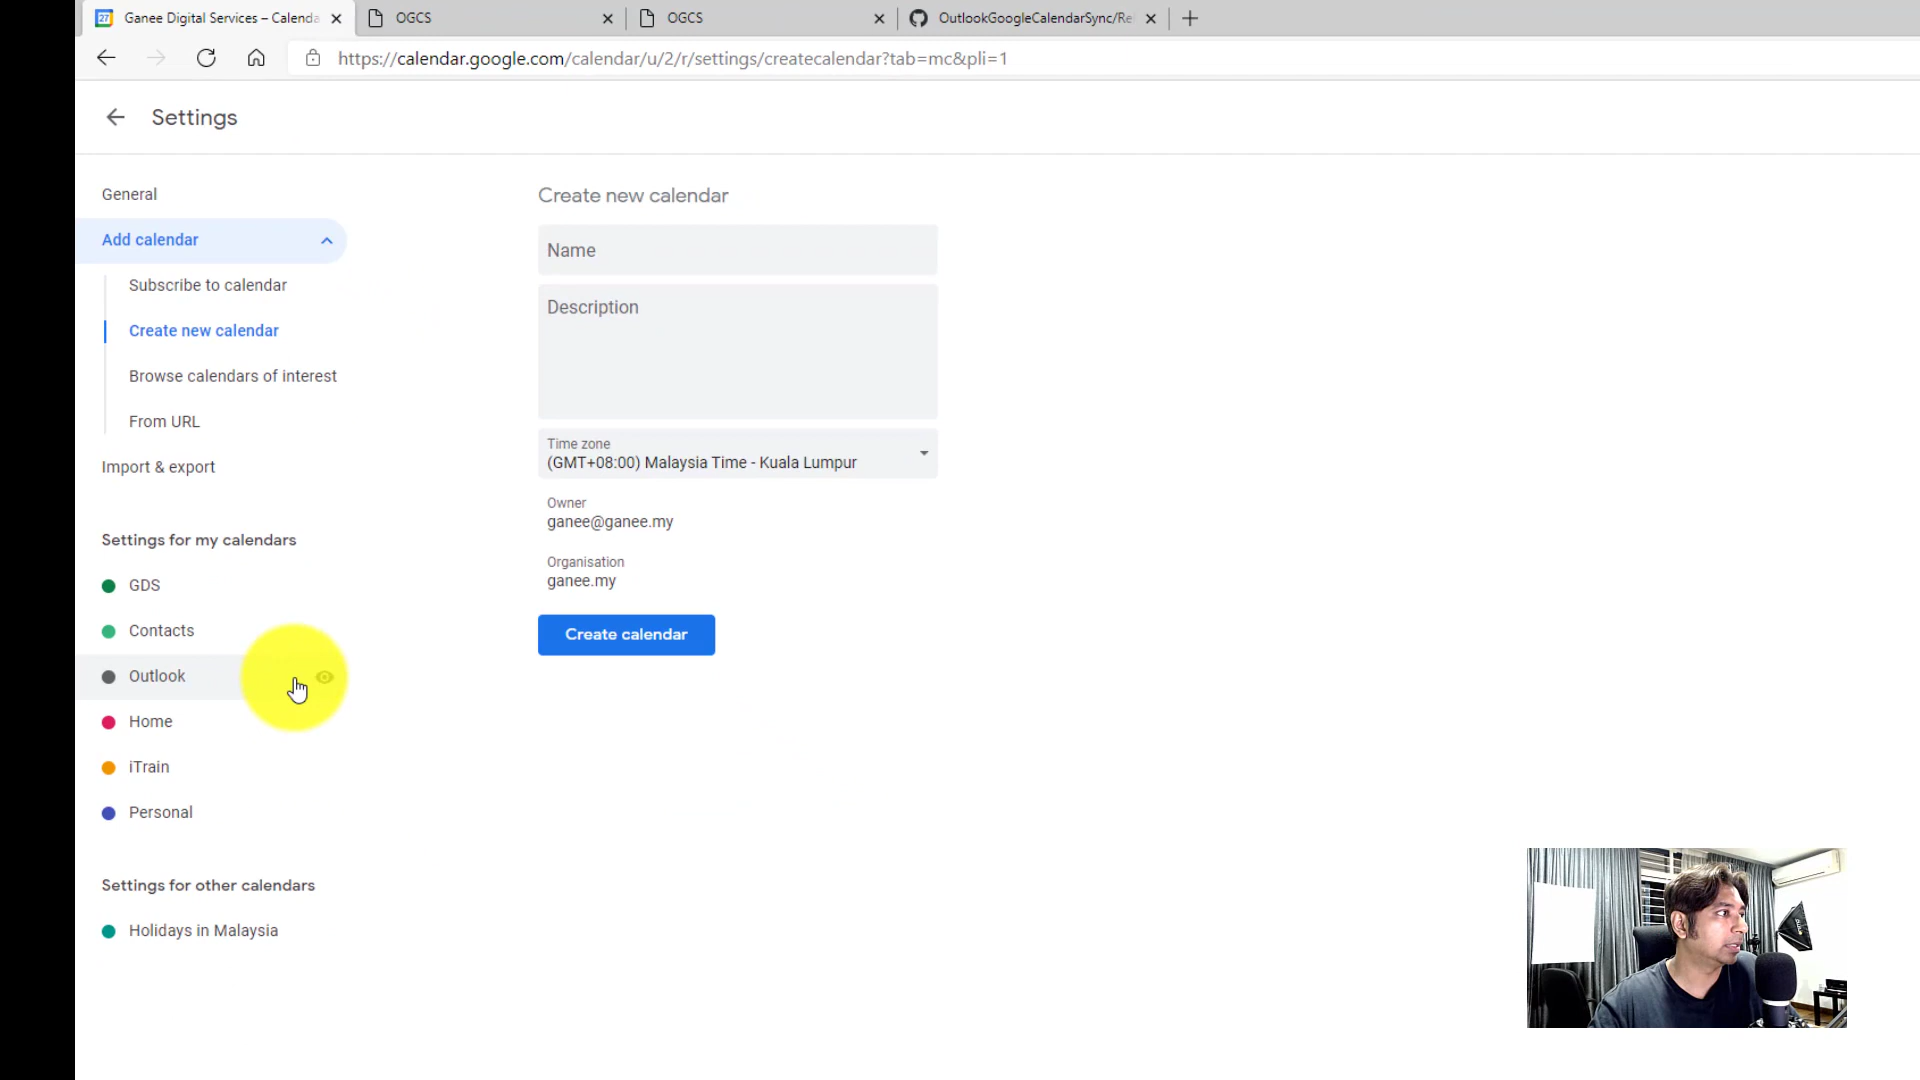 27 Ganee Digital Services – Calenda
OGCS
OGCS
OutlookGoogleCalendarSync/Re
https://calendar.google.com/calendar/u/2/r/settings/createcalendar?tab=mc&pli=1
Settings
General
Add calendar
Subscribe to calendar
Create new calendar
Browse calendars of interest
From URL
Import & export
Settings for my calendars
GDS
Contacts
Outlook
Home
iTrain
Personal
Settings for other calendars
Holidays in Malaysia
Create new calendar
Name
Description
Time zone
(GMT+08:00) Malaysia Time - Kuala Lumpur
Owner
ganee@ganee.my
Organisation
ganee.my
Create calendar